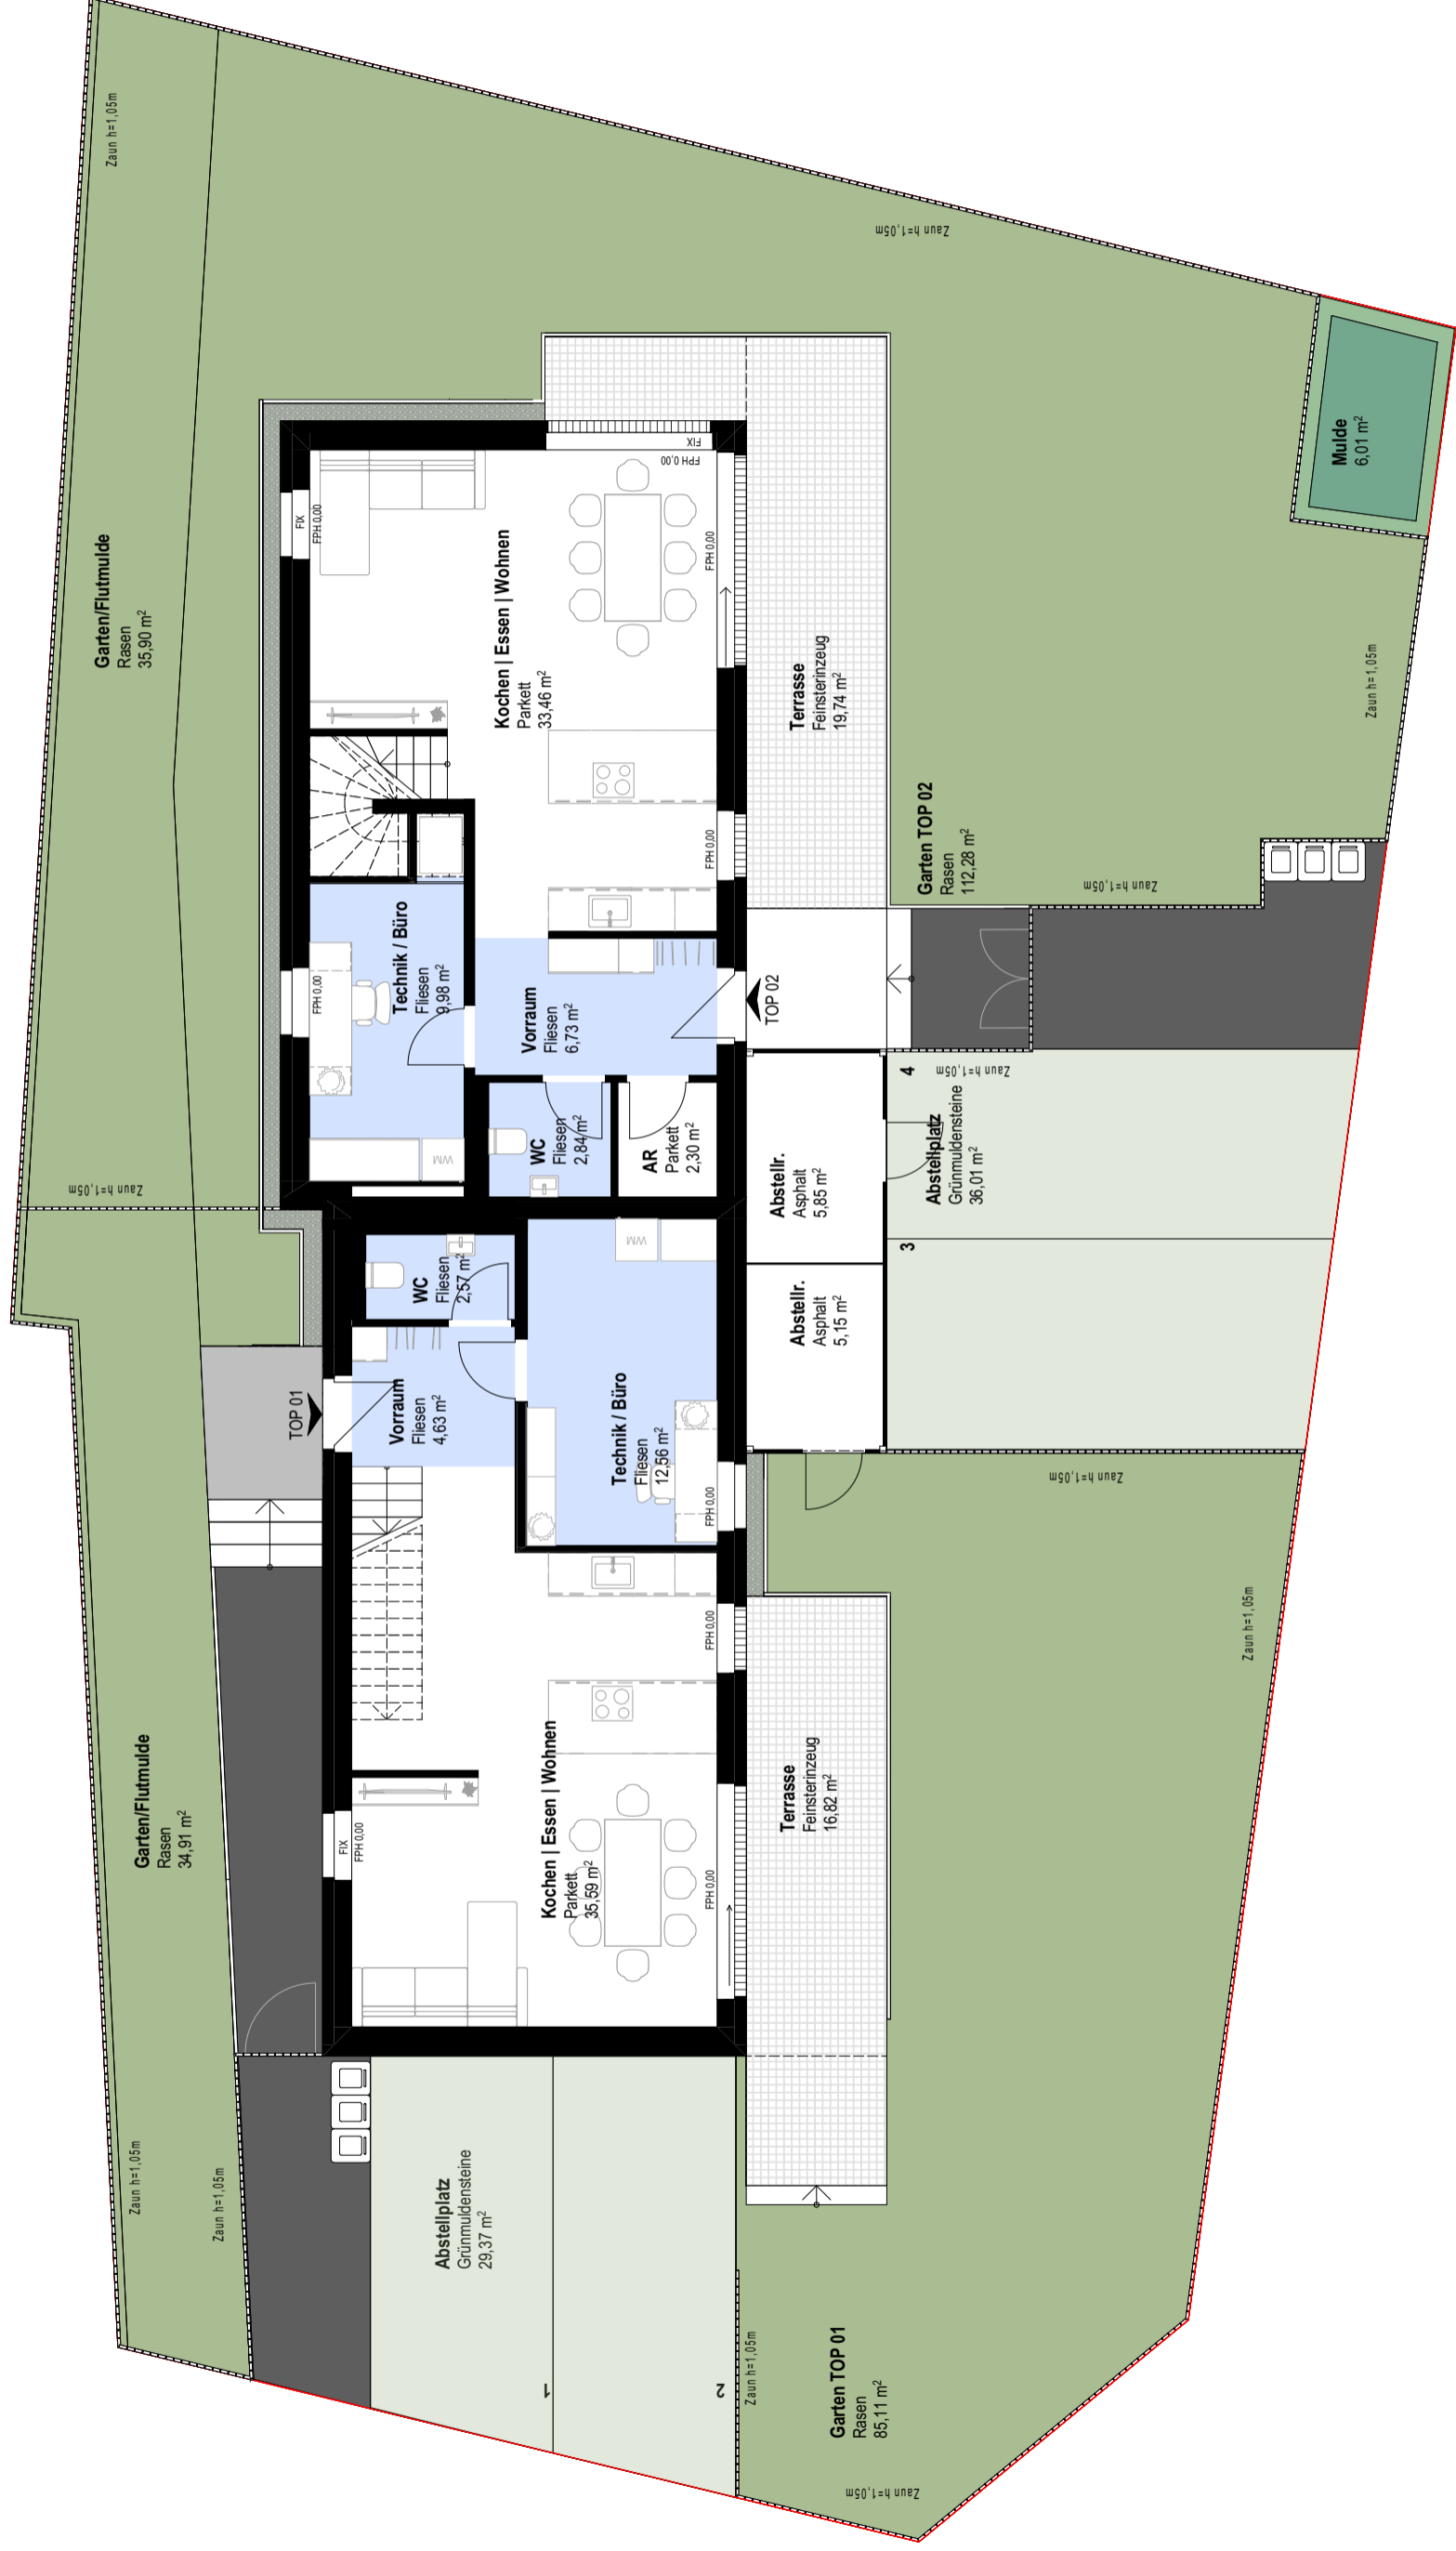 Zaun h=1,05m
Zaun h=1,05m
Garten/Flutmulde
Rasen
35,90 m²
FIX
FPH 0,00
FIX
FPH 0,00
Kochen | Essen | Wohnen
Parkett
33,46 m²
FPH 0,00
FPH 0,00
Terrasse
Feinsterinzeug
19,74 m²
Mulde
6,01 m²
Zaun h=1,05m
Garten TOP 02
Rasen
112,28 m²
Zaun h=1,05m
Technik / Büro
Fliesen
9,98 m²
FPH 0,00
WM
Vorraum
Fliesen
6,73 m²
TOP 02
WC
Fliesen
2,84 m²
AR
Parkett
2,30 m²
Abstellr.
Asphalt
5,85 m²
4
Zaun h=1,05m
Abstellplatz
Grünmuldensteine
36,01 m²
3
Zaun h=1,05m
WC
Fliesen
2,57 m²
WM
Abstellr.
Asphalt
5,15 m²
TOP 01
Vorraum
Fliesen
4,63 m²
Technik / Büro
Fliesen
12,56 m²
FPH 0,00
Zaun h=1,05m
Zaun h=1,05m
FPH 0,00
Garten/Flutmulde
Rasen
34,91 m²
FIX
FPH 0,00
Kochen | Essen | Wohnen
Parkett
35,59 m²
FPH 0,00
Terrasse
Feinsterinzeug
16,82 m²
Zaun h=1,05m
Zaun h=1,05m
Abstellplatz
Grünmuldensteine
29,37 m²
1
2
Zaun h=1,05m
Garten TOP 01
Rasen
85,11 m²
Zaun h=1,05m